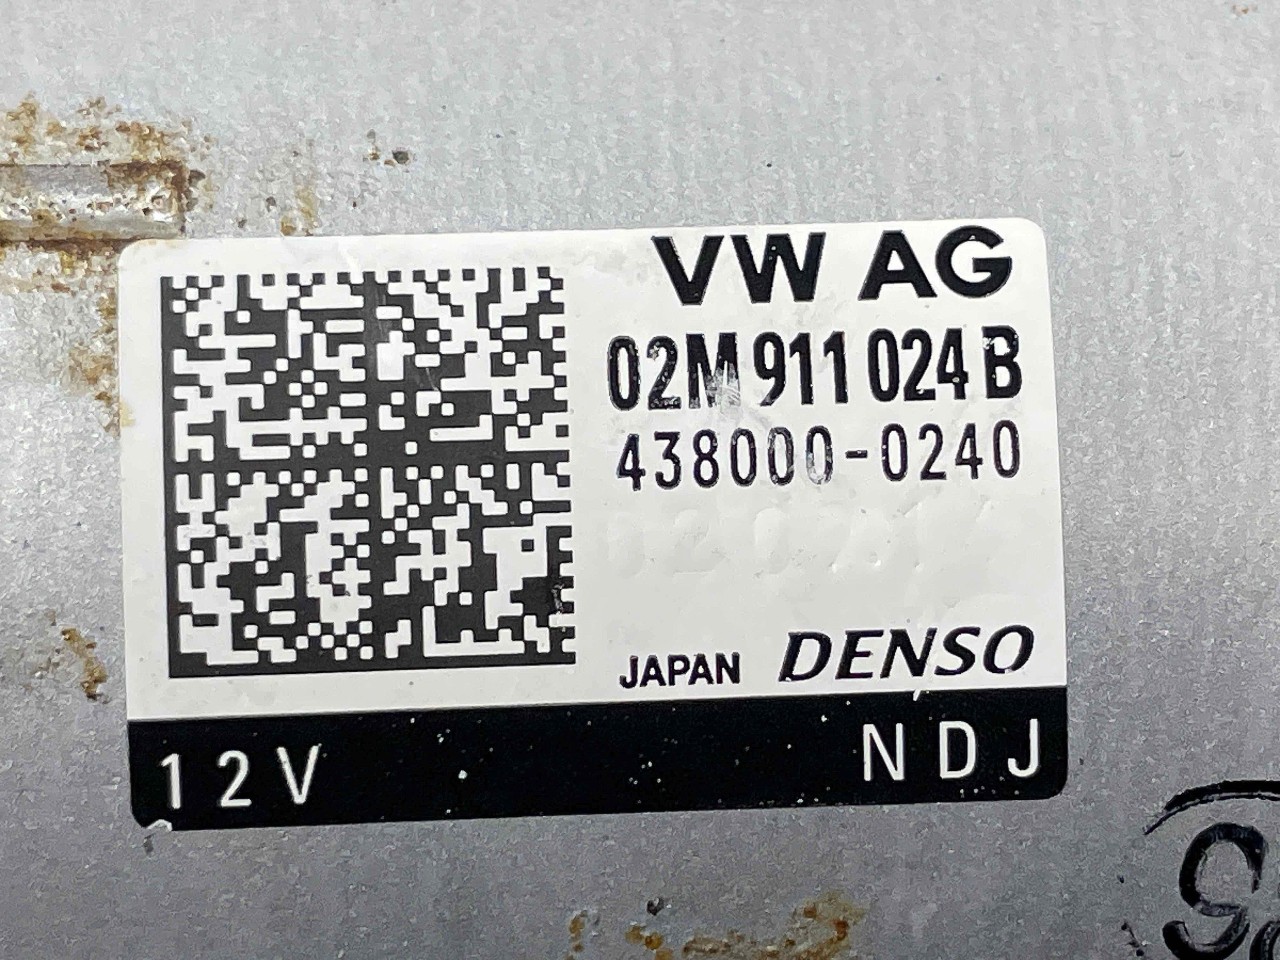 VW AG
02M 911 024 B
438000-0240
JAPAN DENSO
12V NDJ